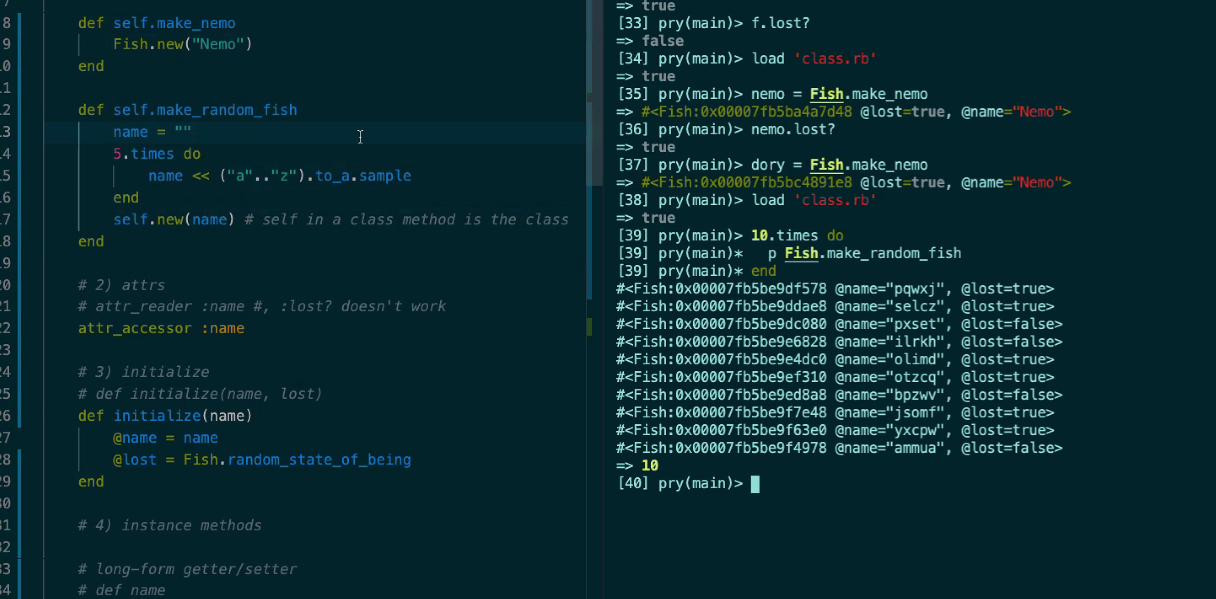 7
8 def self.make_nemo
9 Fish.new("Nemo")
10 end
11
12 def self.make_random_fish
13 name = ""
14 5.times do
15 name << ("a".."z").to_a.sample
16 end
17 self.new(name) # self in a class method is the class
18 end
19
20 # 2) attrs
21 # attr_reader :name #, :lost? doesn't work
22 attr_accessor :name
23
24 # 3) initialize
25 # def initialize(name, lost)
26 def initialize(name)
27 @name = name
28 @lost = Fish.random_state_of_being
29 end
30
31 # 4) instance methods
32
33 # long-form getter/setter
34 # def name
=> true
[33] pry(main)> f.lost?
=> false
[34] pry(main)> load 'class.rb'
=> true
[35] pry(main)> nemo = Fish.make_nemo
=> #<Fish:0x00007fb5ba4a7d48 @lost=true, @name="Nemo">
[36] pry(main)> nemo.lost?
=> true
[37] pry(main)> dory = Fish.make_nemo
=> #<Fish:0x00007fb5bc4891e8 @lost=true, @name="Nemo">
[38] pry(main)> load 'class.rb'
=> true
[39] pry(main)> 10.times do
[39] pry(main)* p Fish.make_random_fish
[39] pry(main)* end
#<Fish:0x00007fb5be9df578 @name="pqwxj", @lost=true>
#<Fish:0x00007fb5be9ddae8 @name="selcz", @lost=true>
#<Fish:0x00007fb5be9dc080 @name="pxset", @lost=false>
#<Fish:0x00007fb5be9e6828 @name="ilrkh", @lost=false>
#<Fish:0x00007fb5be9e4dc0 @name="olimd", @lost=true>
#<Fish:0x00007fb5be9ef310 @name="otzcq", @lost=true>
#<Fish:0x00007fb5be9ed8a8 @name="bpzwv", @lost=false>
#<Fish:0x00007fb5be9f7e48 @name="jsomf", @lost=true>
#<Fish:0x00007fb5be9f63e0 @name="yxcpw", @lost=true>
#<Fish:0x00007fb5be9f4978 @name="ammua", @lost=false>
=> 10
[40] pry(main)>